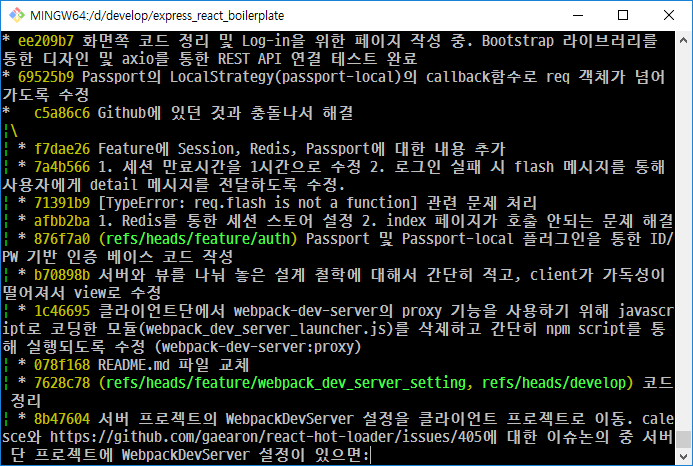 MINGW64:/d/develop/express_react_boilerplate
* ee209b7 화면쪽 코드 정리 및 Log-in을 위한 페이지 작성 중. Bootstrap 라이브러리를
통한 디자인 및 axio를 통한 REST API 연결 테스트 완료
* 69525b9 Passport의 LocalStrategy(passport-local)의 callback함수로 req 객체가 넘어
가도록 수정
*   c5a86c6 Github에 있던 것과 충돌나서 해결
¦\
¦ * f7dae26 Feature에 Session, Redis, Passport에 대한 내용 추가
¦ * 7a4b566 1. 세션 만료시간을 1시간으로 수정 2. 로그인 실패 시 flash 메시지를 통해
사용자에게 detail 메시지를 전달하도록 수정.
¦ * 71391b9 [TypeError: req.flash is not a function] 관련 문제 처리
¦ * afbb2ba 1. Redis를 통한 세션 스토어 설정 2. index 페이지가 호출 안되는 문제 해결
¦ * 876f7a0 (refs/heads/feature/auth) Passport 및 Passport-local 플러그인을 통한 ID/
PW 기반 인증 베이스 코드 작성
¦ * b70898b 서버와 뷰를 나눠 놓은 설계 철학에 대해서 간단히 적고, client가 가독성이
떨어져서 view로 수정
¦ * 1c46695 클라이언트단에서 webpack-dev-server의 proxy 기능을 사용하기 위해 javascr
ipt로 코딩한 모듈(webpack_dev_server_launcher.js)를 삭제하고 간단히 npm script를 통
해 실행되도록 수정 (webpack-dev-server:proxy)
¦ * 078f168 README.md 파일 교체
¦ * 7628c78 (refs/heads/feature/webpack_dev_server_setting, refs/heads/develop) 코드
정리
¦ * 8b47604 서버 프로젝트의 WebpackDevServer 설정을 클라이언트 프로젝트로 이동. cale
sce와 https://github.com/gaearon/react-hot-loader/issues/405에 대한 이슈논의 중 서버
단 프로젝트에 WebpackDevServer 설정이 있으면: